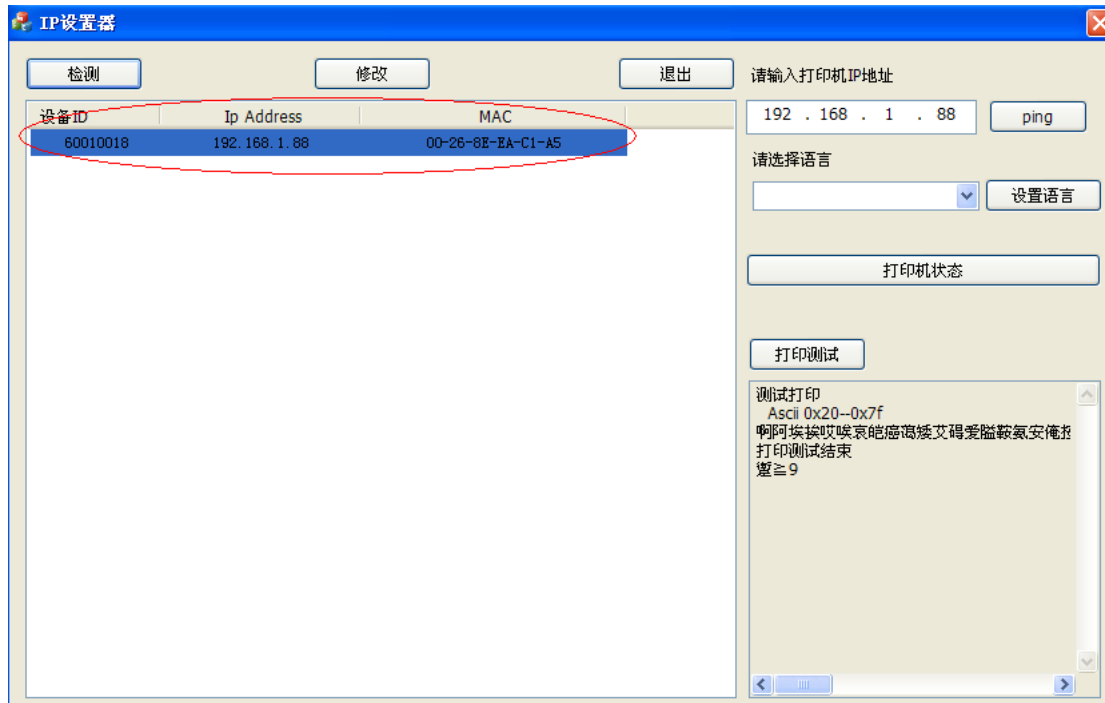 IP设置器
检测 修改 退出
设备ID Ip Address MAC
60010018 192.168.1.88 00-26-8E-EA-C1-A5
请输入打印机IP地址
192 . 168 . 1 . 88 ping
请选择语言
设置语言
打印机状态
打印测试
测试打印
Ascii 0x20--0x7f
啊阿埃挨哎唉哀皑癌蔼矮艾碍爱隘鞍氨安俺
打印测试结束
≧9